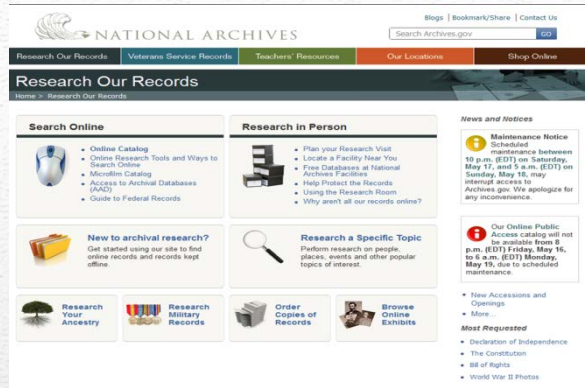 Blogs | Bookmark/Share | Contact Us
NATIONAL ARCHIVES
Search Archives.gov GO
Research Our Records
Veterans Service Records
Teachers' Resources
Our Locations
Shop Online
Research Our Records
Home > Research Our Records
Search Online
Online Catalog
Online Research Tools and Ways to
Search Online
Microfilm Catalog
Access to Archival Databases
(AAD)
Guide to Federal Records
Research in Person
Plan your Research Visit
Locate a Facility Near You
Free Databases at National
Archives Facilities
Help Protect the Records
Using the Research Room
Why aren't all our records online?
New to archival research?
Get started using our site to find
online records and records kept
offline.
Research a Specific Topic
Perform research on people,
places, events and other popular
topics of interest.
Research
Your
Ancestry
Research
Military
Records
Order
Copies of
Records
Browse
Online
Exhibits
News and Notices
Maintenance Notice
Scheduled
maintenance between
10 p.m. (EDT) on Saturday,
May 17, and 5 a.m. (EDT) on
Sunday, May 18, may
interrupt access to
Archives.gov. We apologize for
any inconvenience.
Our Online Public
Access catalog will not
be available from 8
p.m. (EDT) Friday, May 16,
to 6 a.m. (EDT) Monday,
May 19, due to scheduled
maintenance.
New Accessions and
Openings
More...
Most Requested
Declaration of Independence
The Constitution
Bill of Rights
World War II Photos